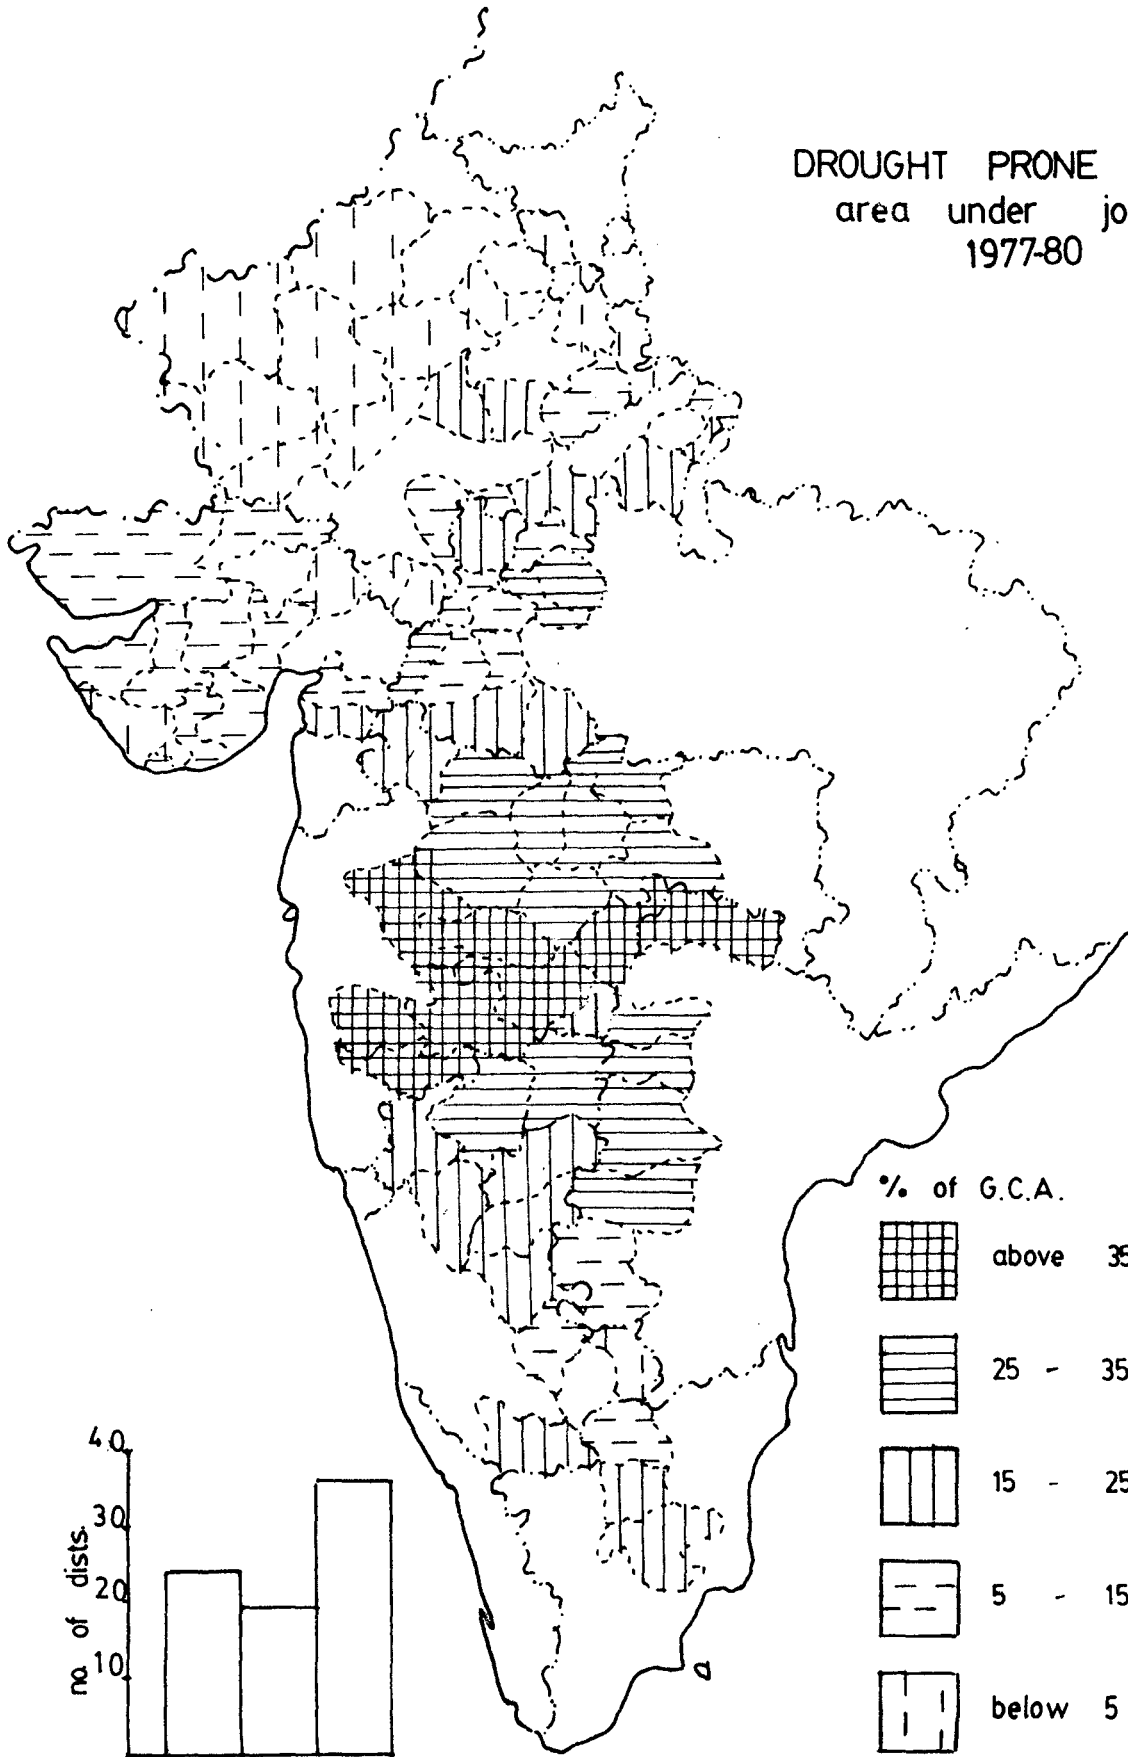 DROUGHT PRONE
area under jo
1977-80
% of G.C.A.
above 35
25 - 35
15 - 25
5 - 15
below 5
no. of dists.
40
30
20
10